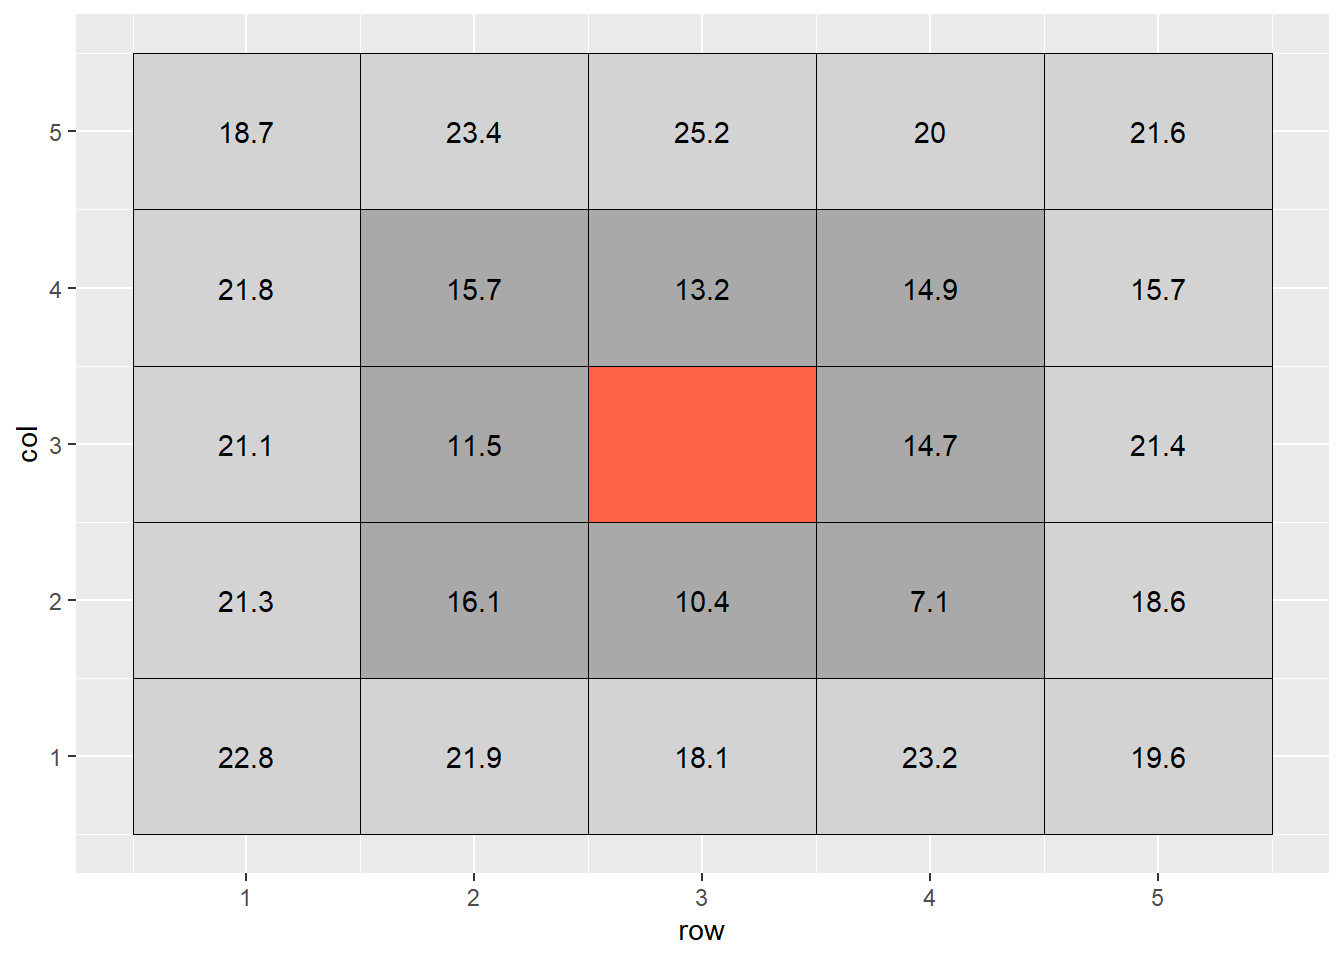 5 18.7 23.4 25.2 20 21.6
4 21.8 15.7 13.2 14.9 15.7
col 3 21.1 11.5 14.7 21.4
2 21.3 16.1 10.4 7.1 18.6
1 22.8 21.9 18.1 23.2 19.6
1 2 3 4 5
row